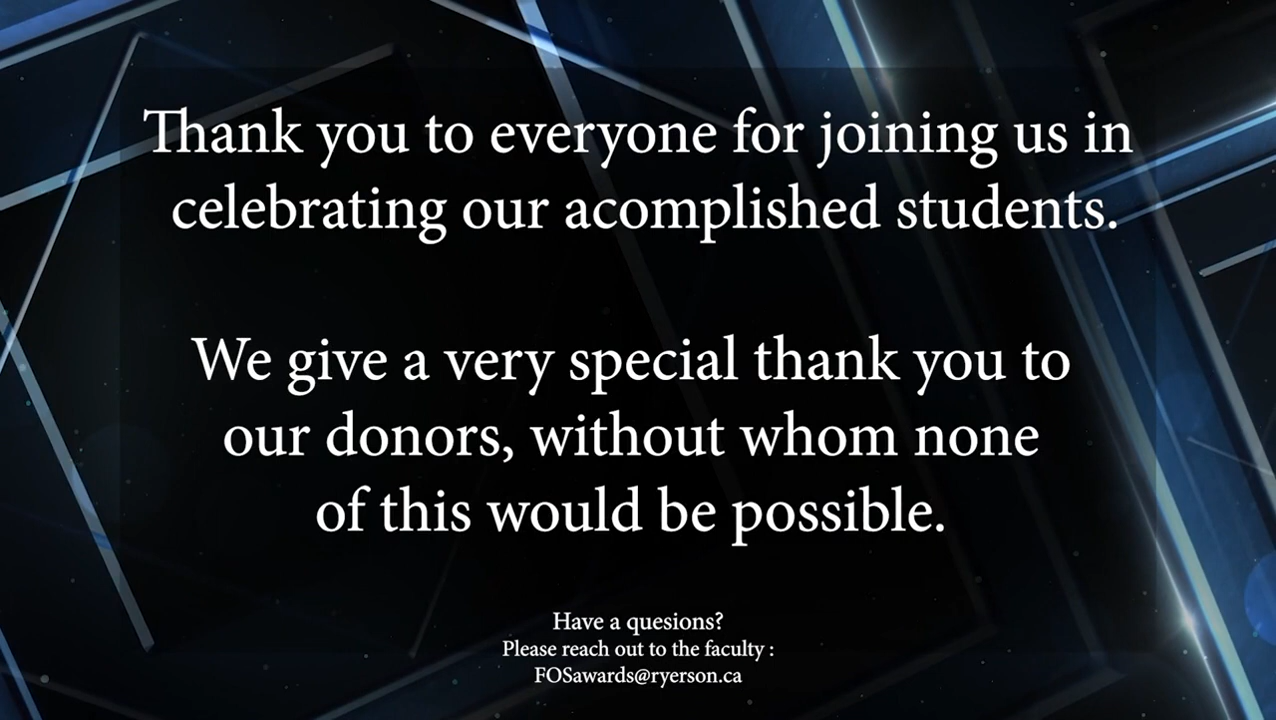 Thank you to everyone for joining us in
celebrating our acomplished students.
We give a very special thank you to
our donors, without whom none
of this would be possible.
Have a quesions?
Please reach out to the faculty :
FOSawards@ryerson.ca